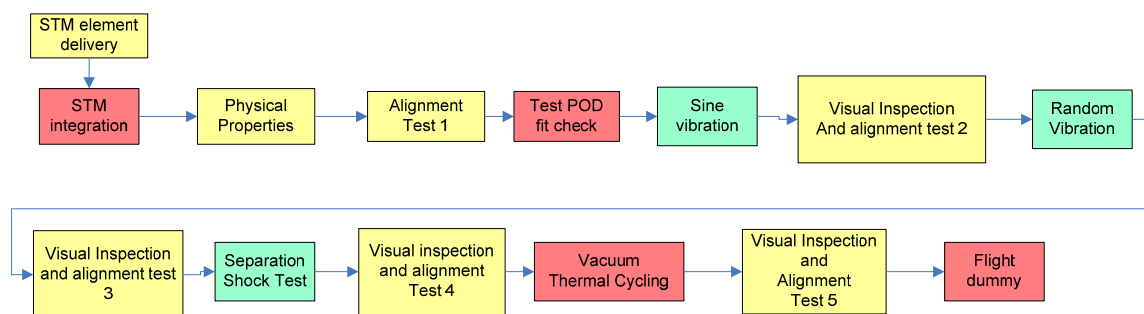 STM element
delivery
STM
integration
Physical
Properties
Alignment
Test 1
Test POD
fit check
Sine
vibration
Visual Inspection
And alignment test 2
Random
Vibration
Visual Inspection
and alignment test
3
Separation
Shock Test
Visual inspection
and alignment
Test 4
Vacuum
Thermal Cycling
Visual Inspection
and
Alignment
Test 5
Flight
dummy